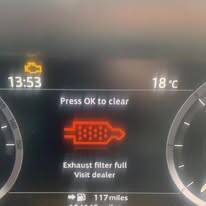 13:53
18 °C
Press OK to clear
Exhaust filter full
Visit dealer
117 miles